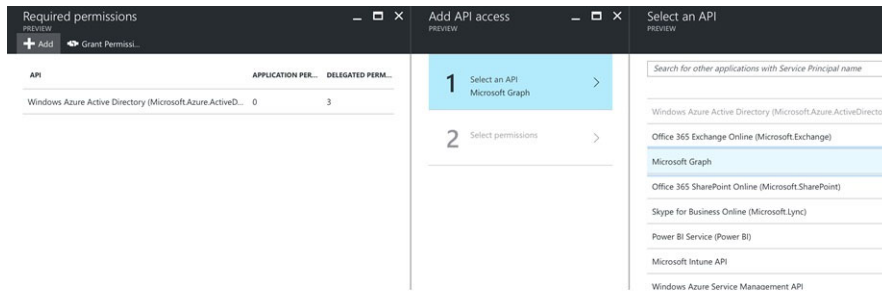 Required permissions
PREVIEW
Add
Grant Permissi...
API
APPLICATION PER...
DELEGATED PERM...
Windows Azure Active Directory (Microsoft.Azure.ActiveD...
0
3
Add API access
PREVIEW
1
Select an API
Microsoft Graph
2
Select permissions
Select an API
PREVIEW
Search for other applications with Service Principal name
Windows Azure Active Directory (Microsoft.Azure.ActiveDirecto
Office 365 Exchange Online (Microsoft.Exchange)
Microsoft Graph
Office 365 SharePoint Online (Microsoft.SharePoint)
Skype for Business Online (Microsoft.Lync)
Power BI Service (Power BI)
Microsoft Intune API
Windows Azure Service Management API